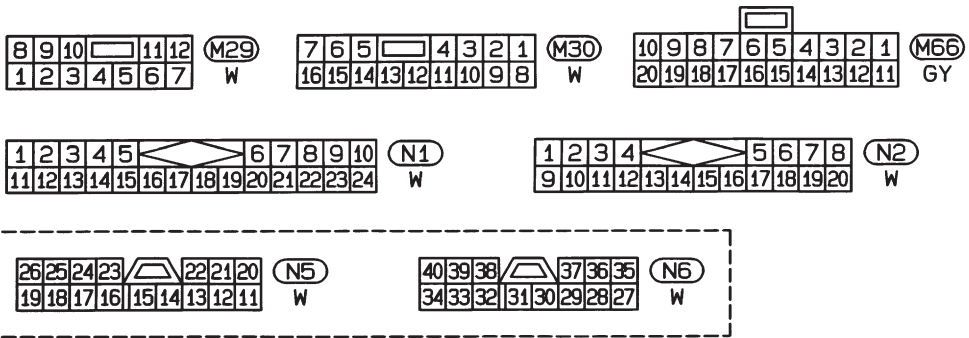 8 9 10 11 12 M29 7 6 5 4 3 2 1 M30 10 9 8 7 6 5 4 3 2 1 M66
1 2 3 4 5 6 7 W 16 15 14 13 12 11 10 9 8 W 20 19 18 17 16 15 14 13 12 11 GY
1 2 3 4 5 6 7 8 9 10 N1 1 2 3 4 5 6 7 8 N2
11 12 13 14 15 16 17 18 19 20 21 22 23 24 W 9 10 11 12 13 14 15 16 17 18 19 20 W
26 25 24 23 22 21 20 N5 40 39 38 37 36 35 N6
19 18 17 16 15 14 13 12 11 W 34 33 32 31 30 29 28 27 W